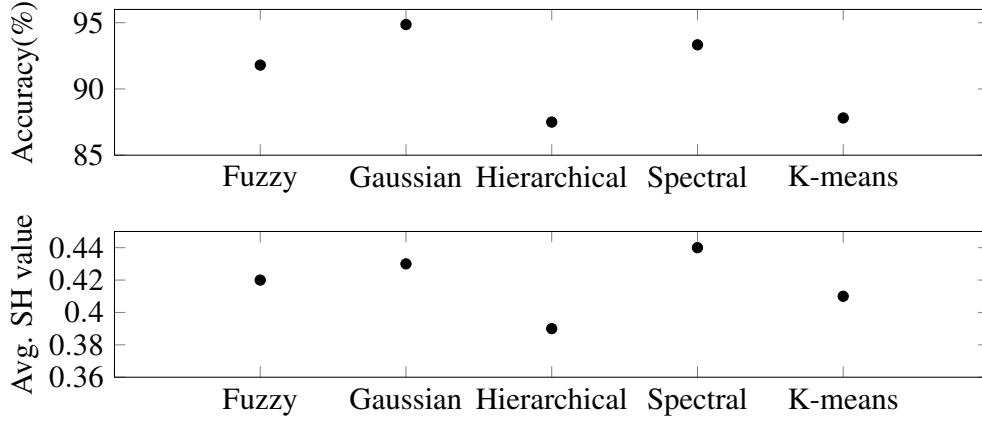 Accuracy(%)
95
90
85
Fuzzy Gaussian Hierarchical Spectral K-means
Avg. SH value
0.44
0.42
0.4
0.38
0.36
Fuzzy Gaussian Hierarchical Spectral K-means